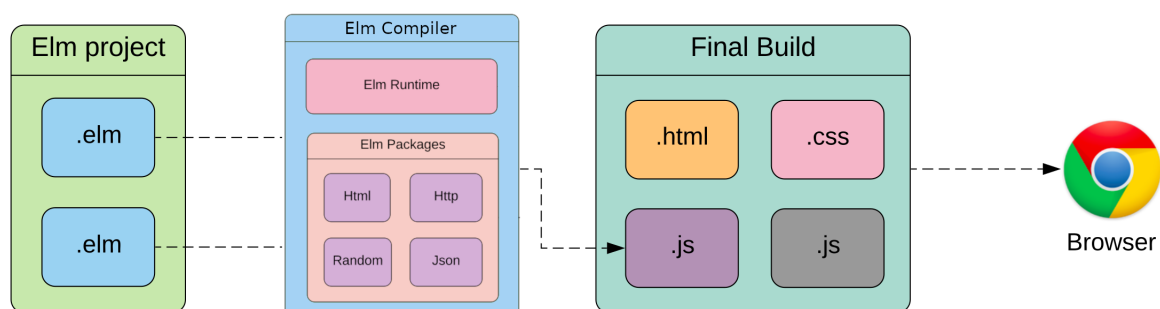 Elm project
.elm
.elm
Elm Compiler
Elm Runtime
Elm Packages
Html
Http
Random
Json
Final Build
.html
.css
.js
.js
Browser